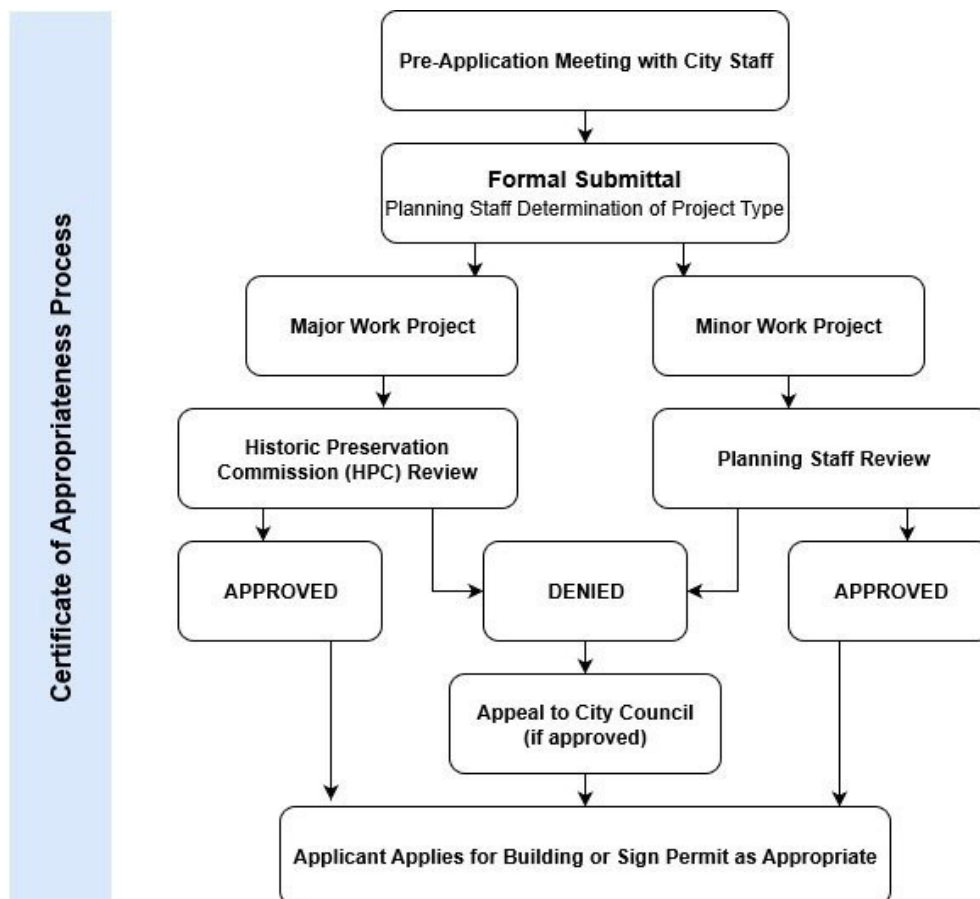 Certificate of Appropriateness Process
Pre-Application Meeting with City Staff
Formal Submittal
Planning Staff Determination of Project Type
Major Work Project
Minor Work Project
Historic Preservation
Commission (HPC) Review
Planning Staff Review
APPROVED
DENIED
APPROVED
Appeal to City Council
(if approved)
Applicant Applies for Building or Sign Permit as Appropriate